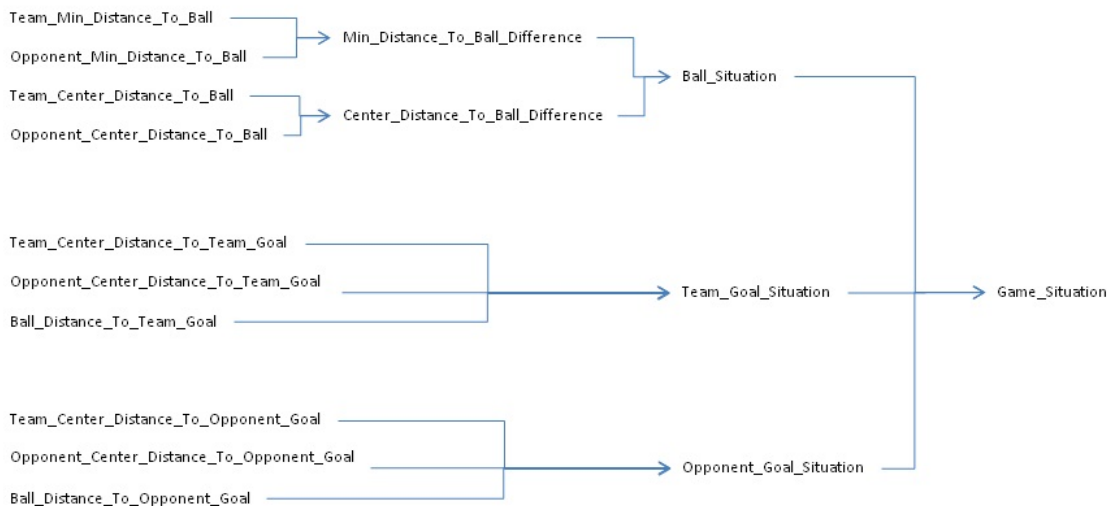 Team_Min_Distance_To_Ball
Opponent_Min_Distance_To_Ball
Min_Distance_To_Ball_Difference
Team_Center_Distance_To_Ball
Opponent_Center_Distance_To_Ball
Center_Distance_To_Ball_Difference
Ball_Situation
Team_Center_Distance_To_Team_Goal
Opponent_Center_Distance_To_Team_Goal
Ball_Distance_To_Team_Goal
Team_Goal_Situation
Game_Situation
Team_Center_Distance_To_Opponent_Goal
Opponent_Center_Distance_To_Opponent_Goal
Ball_Distance_To_Opponent_Goal
Opponent_Goal_Situation